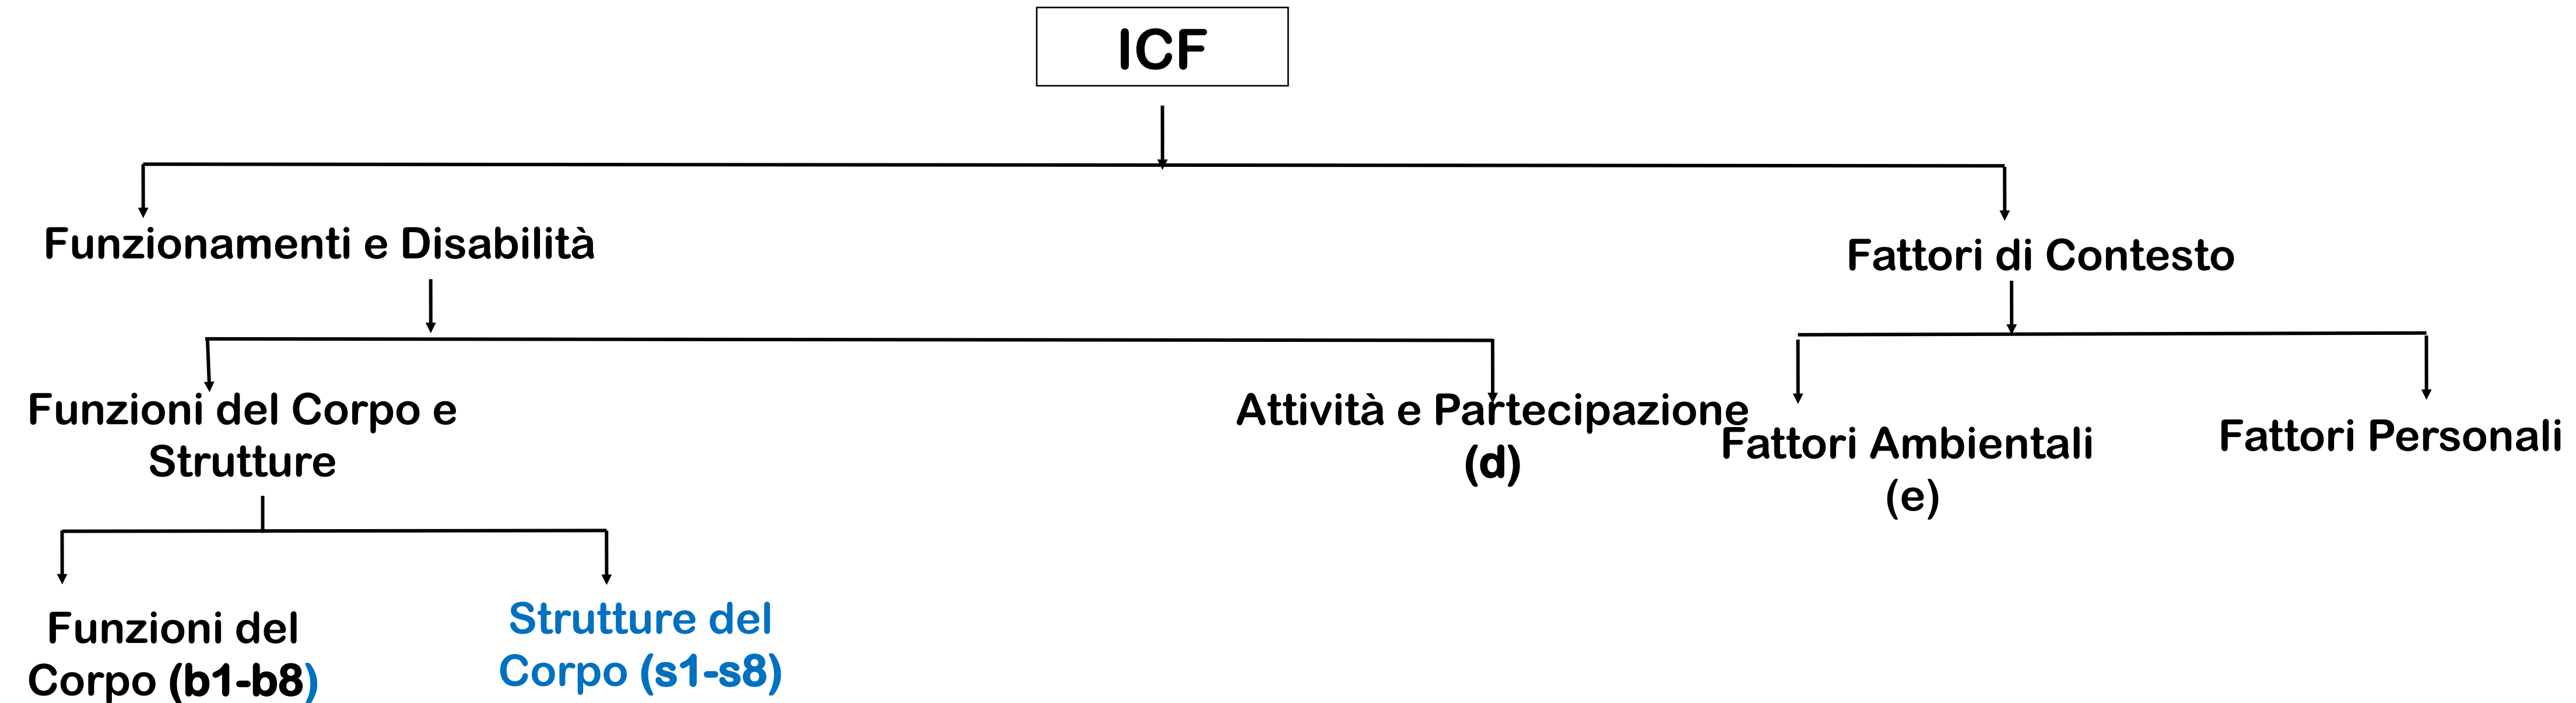 ICF
Funzionamenti e Disabilità
Fattori di Contesto
Funzioni del Corpo e
Strutture
Attività e Partecipazione
(d)
Fattori Ambientali
(e)
Fattori Personali
Funzioni del
Corpo (b1-b8)
Strutture del
Corpo (s1-s8)